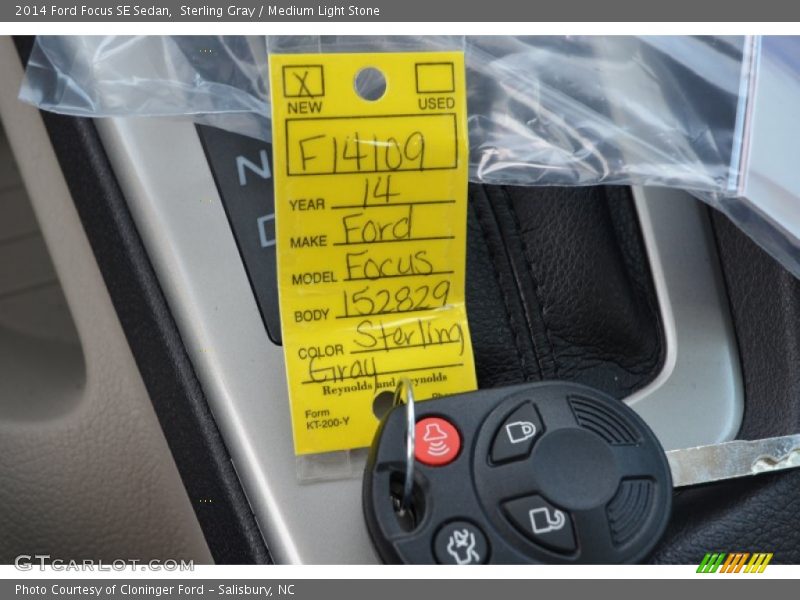 2014 Ford Focus SE Sedan,  Sterling Gray / Medium Light Stone
X
NEW
USED
F14109
N
D
YEAR 14
MAKE Ford
MODEL Focus
BODY 152829
COLOR Sterling
Gray
Reynolds and Reynolds
Form
KT-200-Y
GTCarLot.com
Photo Courtesy of Cloninger Ford – Salisbury, NC